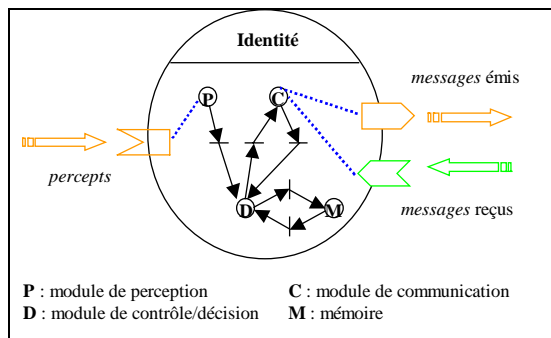 Identité
messages émis
P
C
percepts
messages reçus
D
M
P : module de perception
C : module de communication
D : module de contrôle/décision
M : mémoire